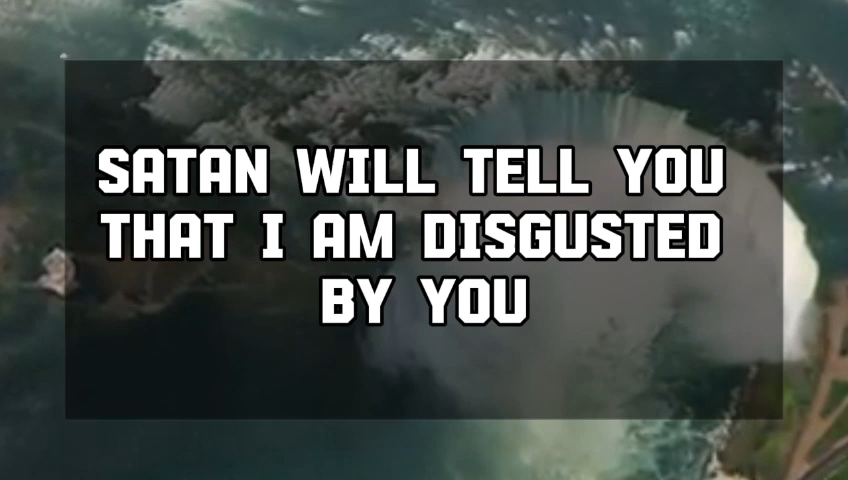 SATAN WILL TELL YOU
THAT I AM DISGUSTED
BY YOU